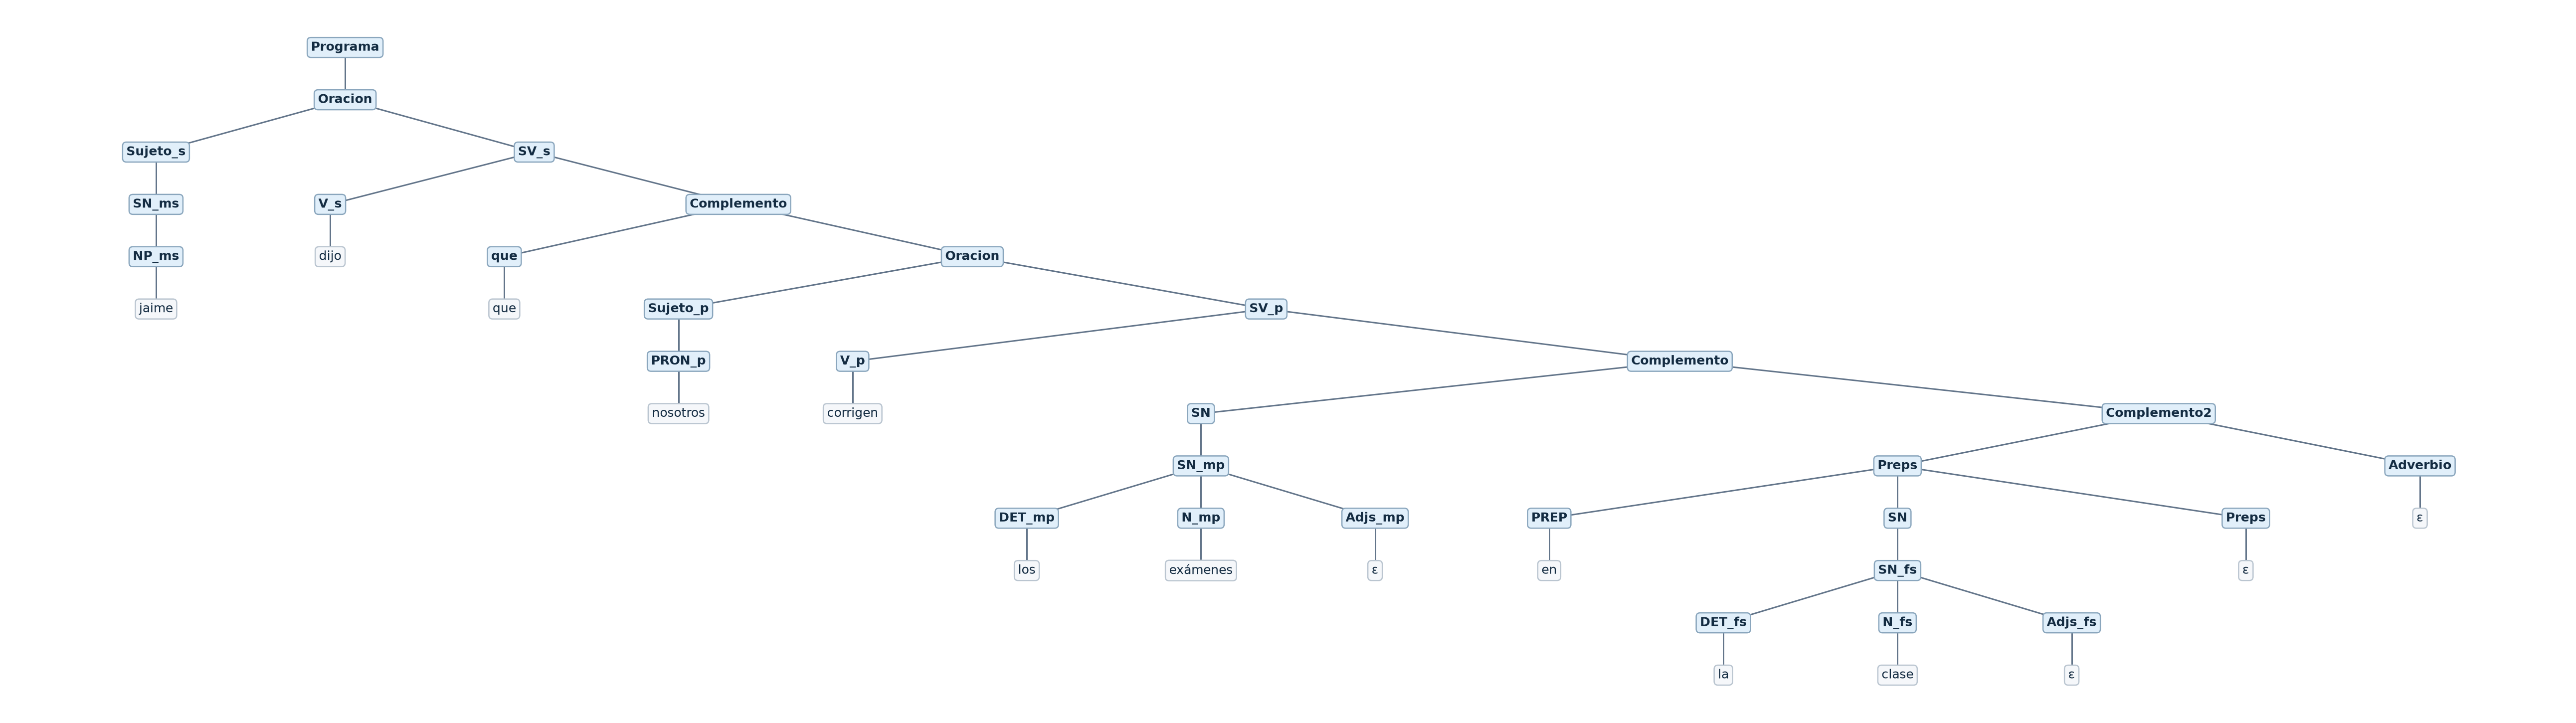 Programa
Oracion
Sujeto_s SV_s
SN_ms V_s Complemento
NP_ms dijo que Oracion
jaime que Sujeto_p SV_p
PRON_p V_p Complemento
nosotros corrigen SN Complemento2
SN_mp Preps Adverbio
DET_mp N_mp Adjs_mp PREP SN Preps ε
los exámenes ε en SN_fs ε
DET_fs N_fs Adjs_fs
la clase ε